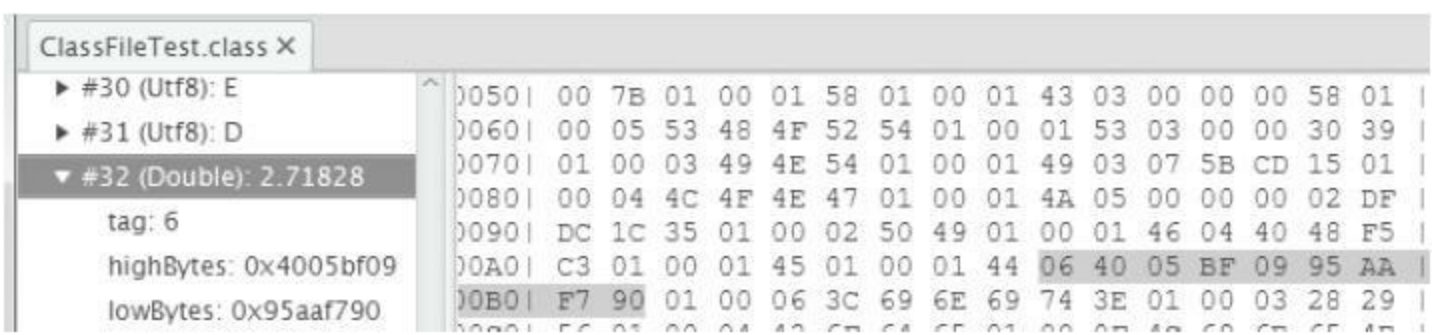 ClassFileTest.class ×
▶ #30 (Utf8): E
▶ #31 (Utf8): D
▼ #32 (Double): 2.71818
tag: 6
highBytes: 0x4005bf09
lowBytes: 0x95aaf790
0050| 00 7B 01 00 01 58 01 00 01 43 03 00 00 00 58 01 |
0060| 00 05 53 48 4F 52 54 01 00 01 53 03 00 00 30 39 |
0070| 01 00 03 49 4E 54 01 00 01 49 03 07 5B CD 15 01 |
0080| 00 04 4C 4F 4E 47 01 00 01 4A 05 00 00 00 02 DF |
0090| DC 1C 35 01 00 02 50 49 01 00 01 46 04 40 48 F5 |
00A0| C3 01 00 01 45 01 00 01 44 06 40 05 BF 09 95 AA |
00B0| F7 90 01 00 06 3C 69 6E 69 74 3E 01 00 03 28 29 |